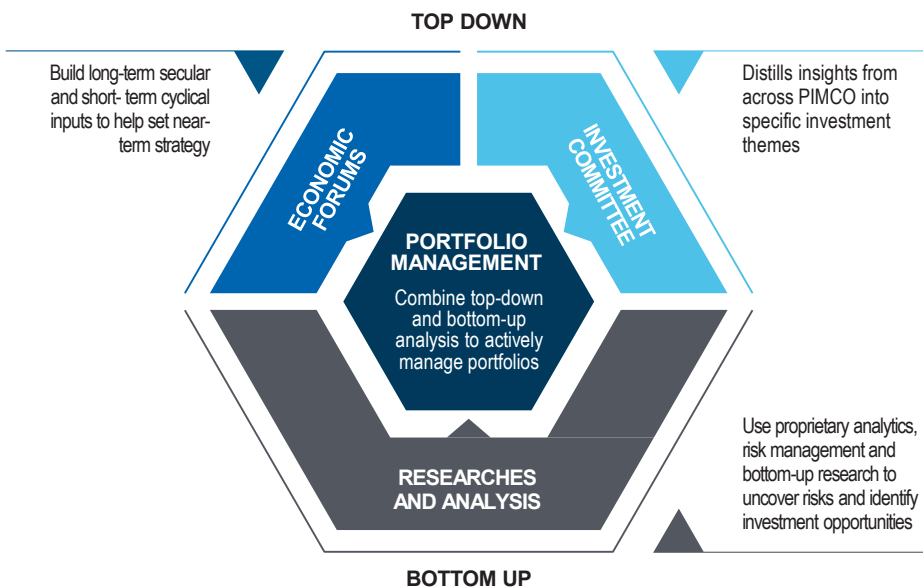 TOP DOWN
Build long-term secular
and short- term cyclical
inputs to help set near-
term strategy
Distills insights from
across PIMCO into
specific investment
themes
ECONOMIC
FORUMS
INVESTMENT
COMMITTEE
PORTFOLIO
MANAGEMENT
Combine top-down
and bottom-up
analysis to actively
manage portfolios
RESEARCHES
AND ANALYSIS
Use proprietary analytics,
risk management and
bottom-up research to
uncover risks and identify
investment opportunities
BOTTOM UP